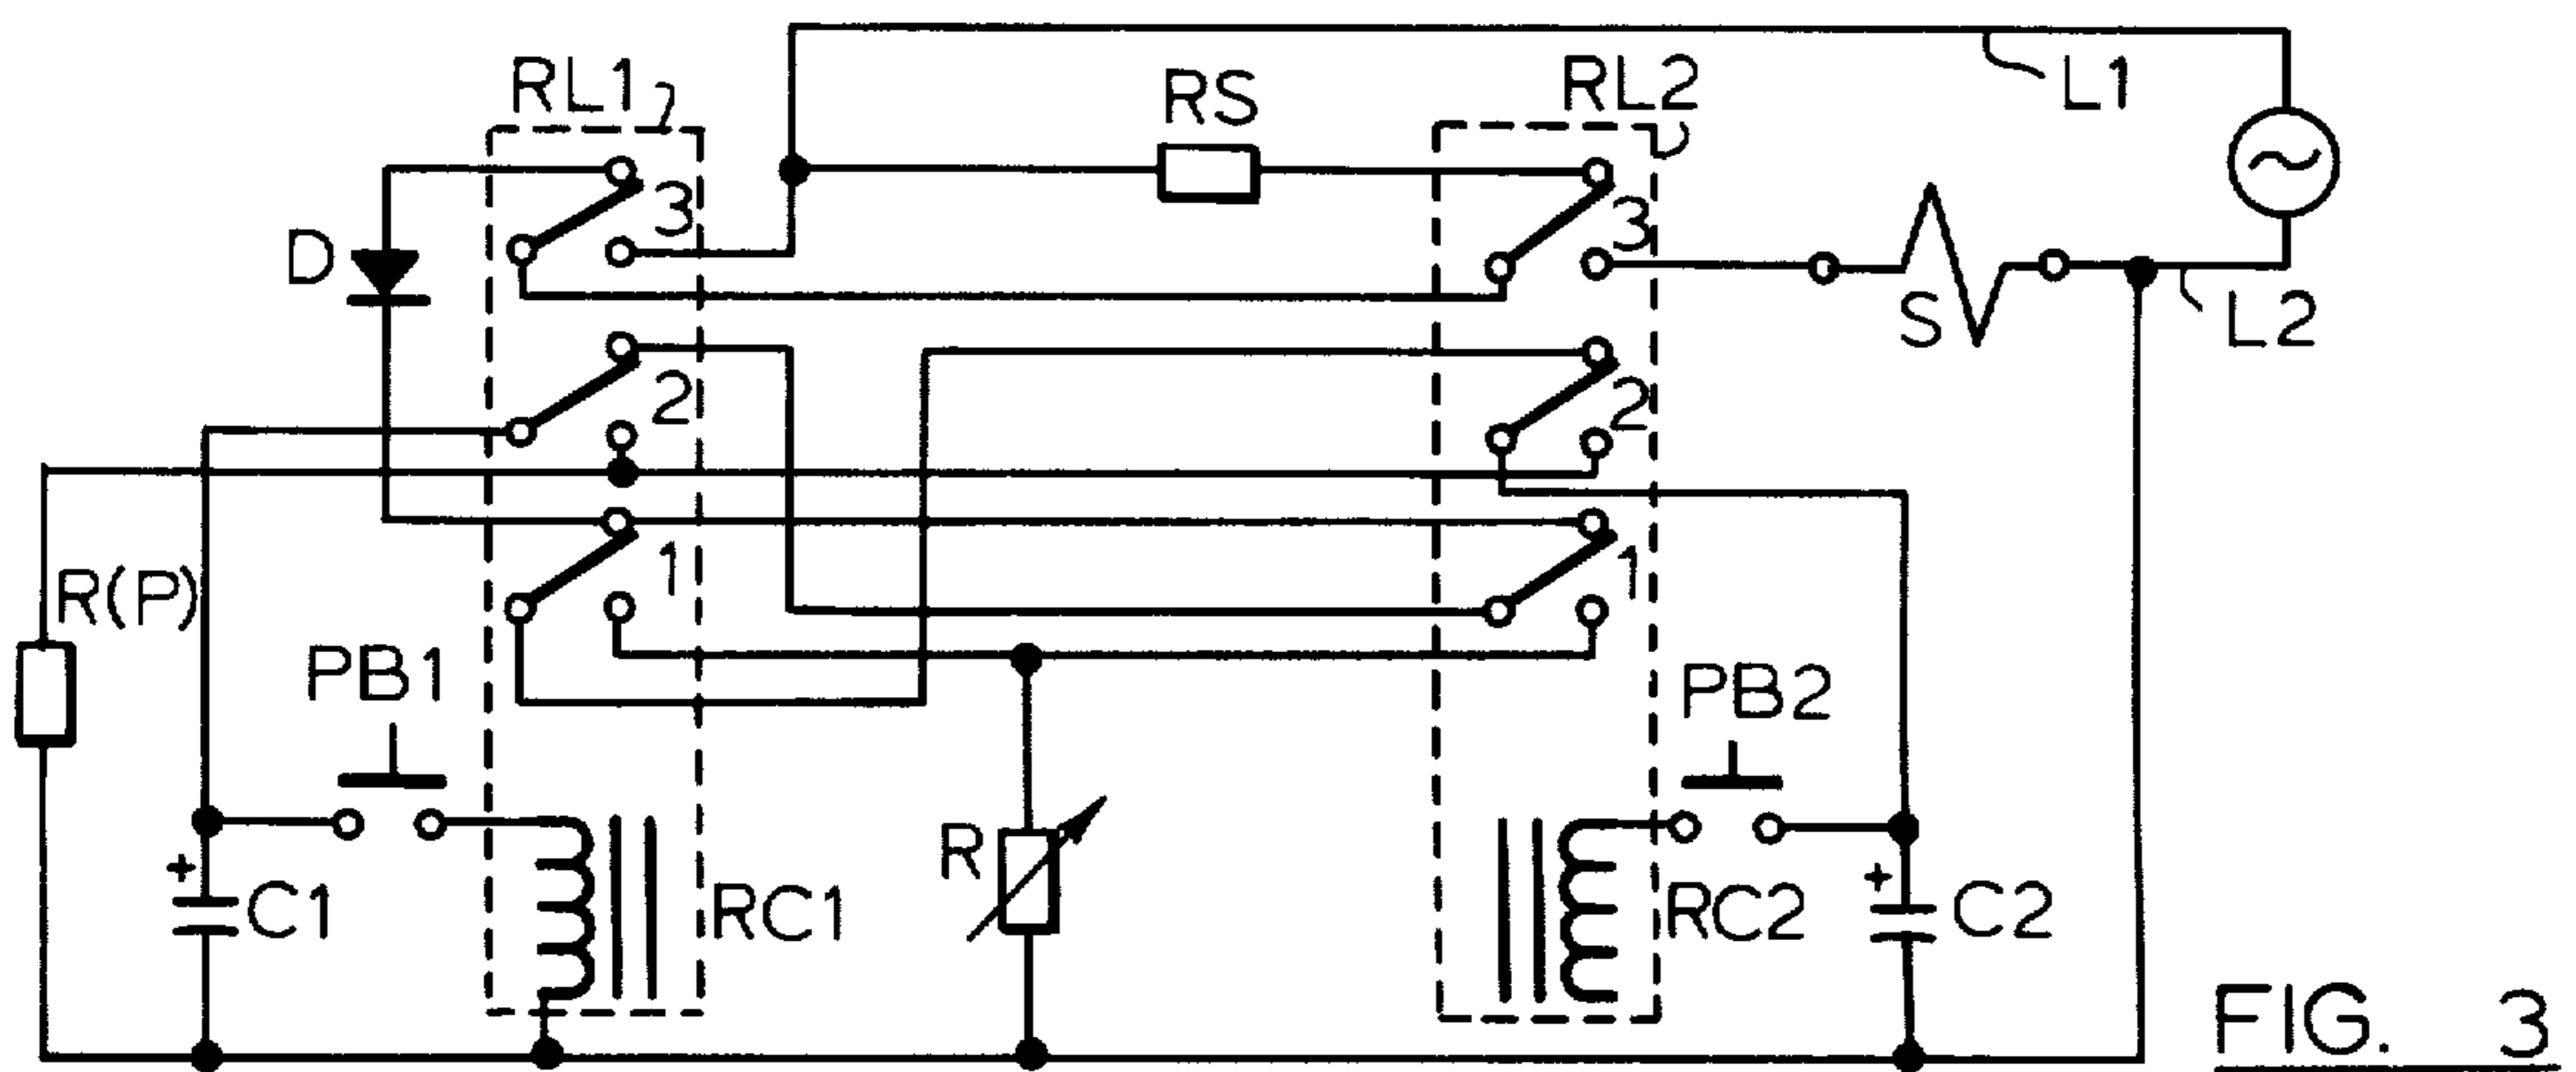 RL1
RS
RL2
L1
3
3
D
S
L2
2
2
1
1
R(P)
PB1
PB2
R
+
C1
RC1
RC2
+
C2
FIG. 3